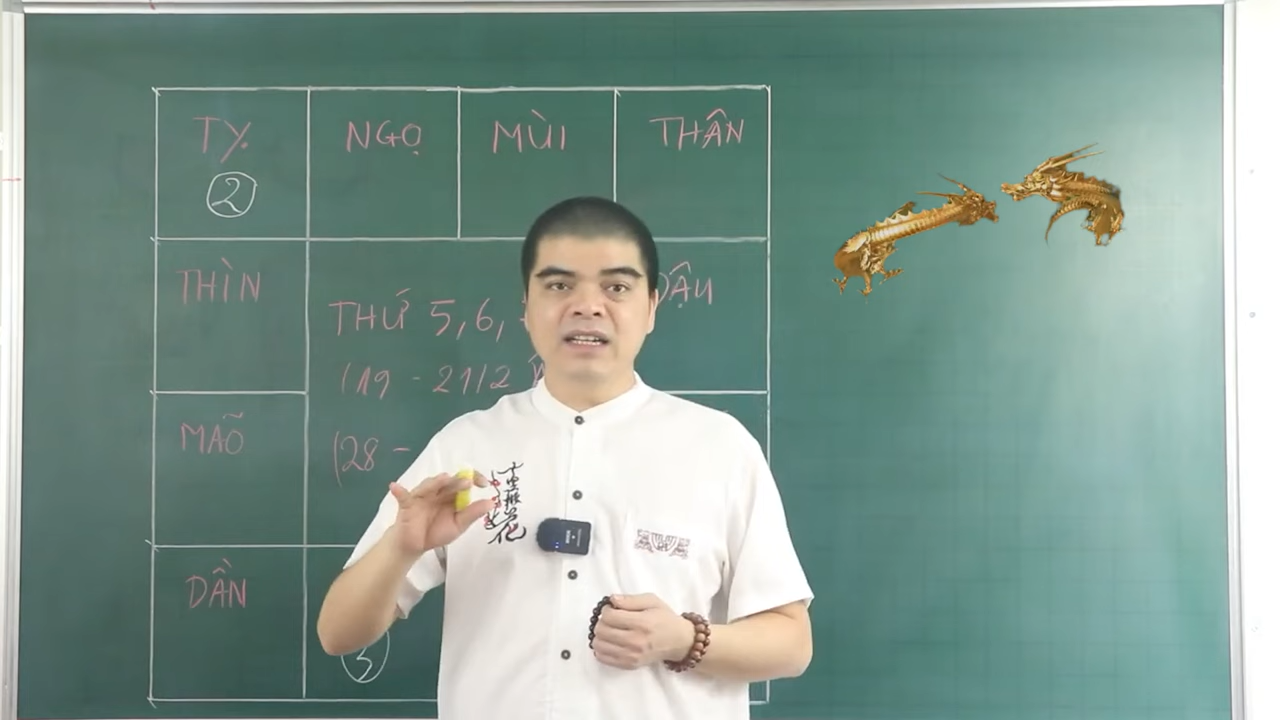 TỴ
NGỌ
MÙI
THÂN
2
THÌN
THỨ 5, 6,
DẬU
(19 - 21/2
MÃO
(28 -
DẦN
3